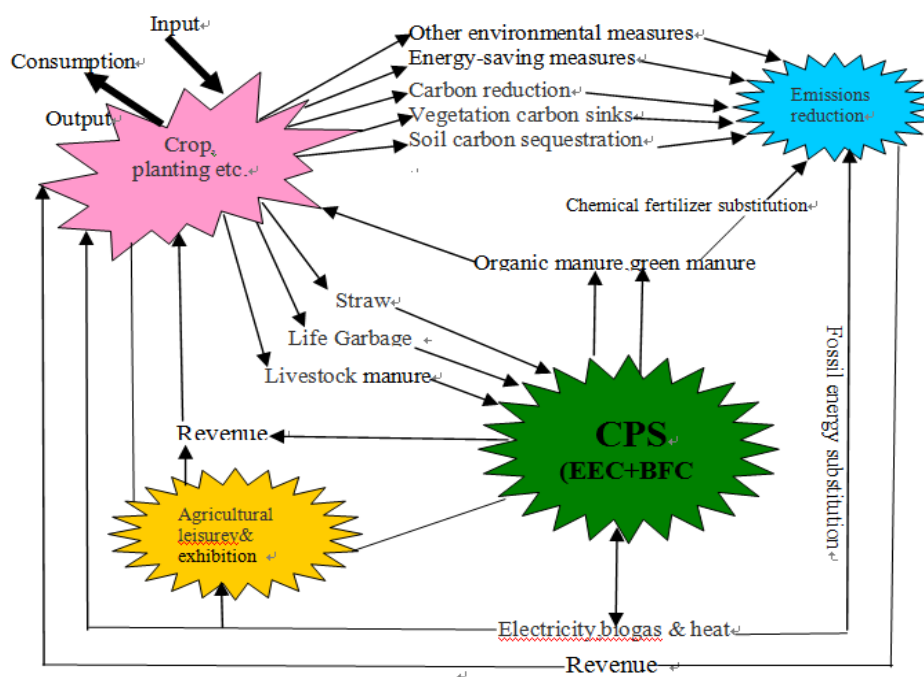 Input
Consumption
Output
Crop,
planting etc.
Other environmental measures
Energy-saving measures
Carbon reduction
Vegetation carbon sinks
Soil carbon sequestration
Emissions
reduction
Chemical fertilizer substitution
Organic manure,green manure
Straw
Life Garbage
Livestock manure
Fossil energy substitution
Revenue
CPS
(EEC+BFC
Agricultural
leisurey&
exhibition
Electricity,biogas & heat
Revenue